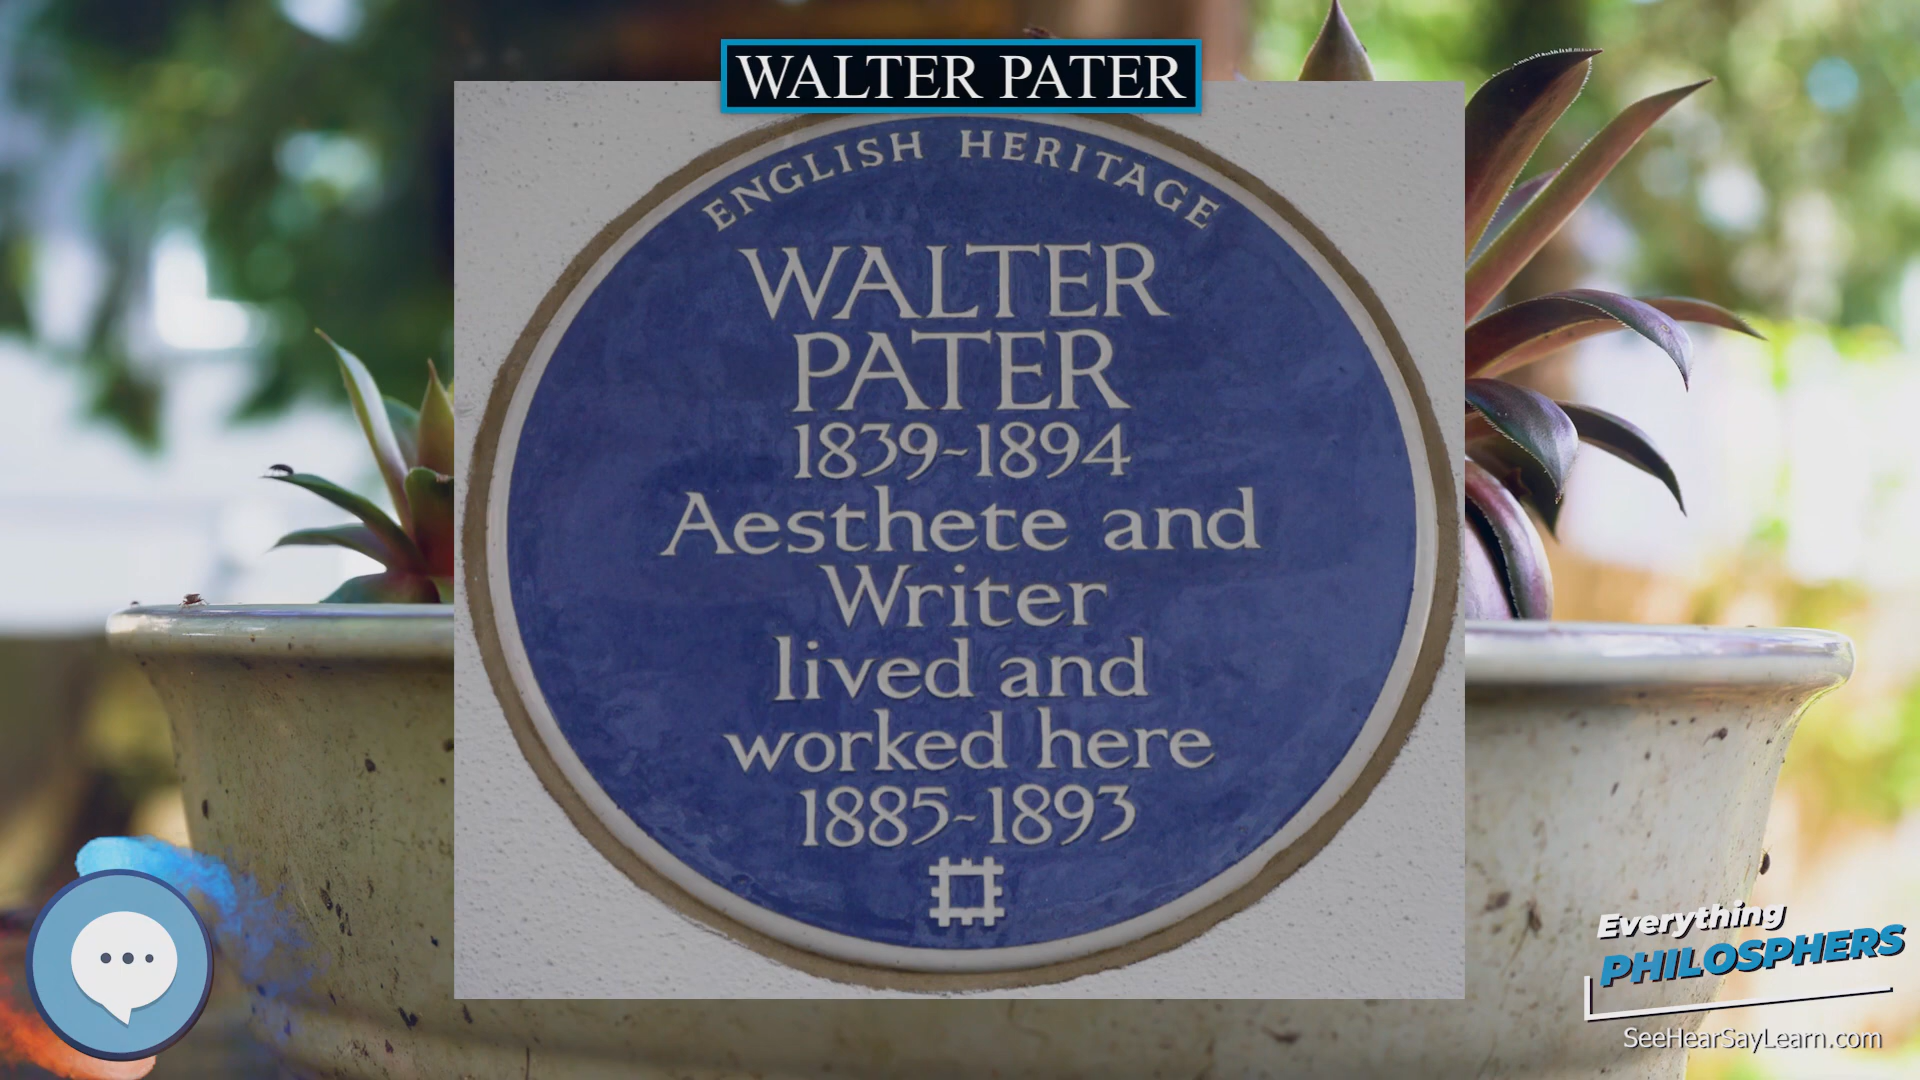 WALTER PATER
ENGLISH HERITAGE
WALTER
PATER
1839-1894
Aesthete and
Writer
lived and
worked here
1885-1893
Everything
PHILOSPHERS
SeeHearSayLearn.com